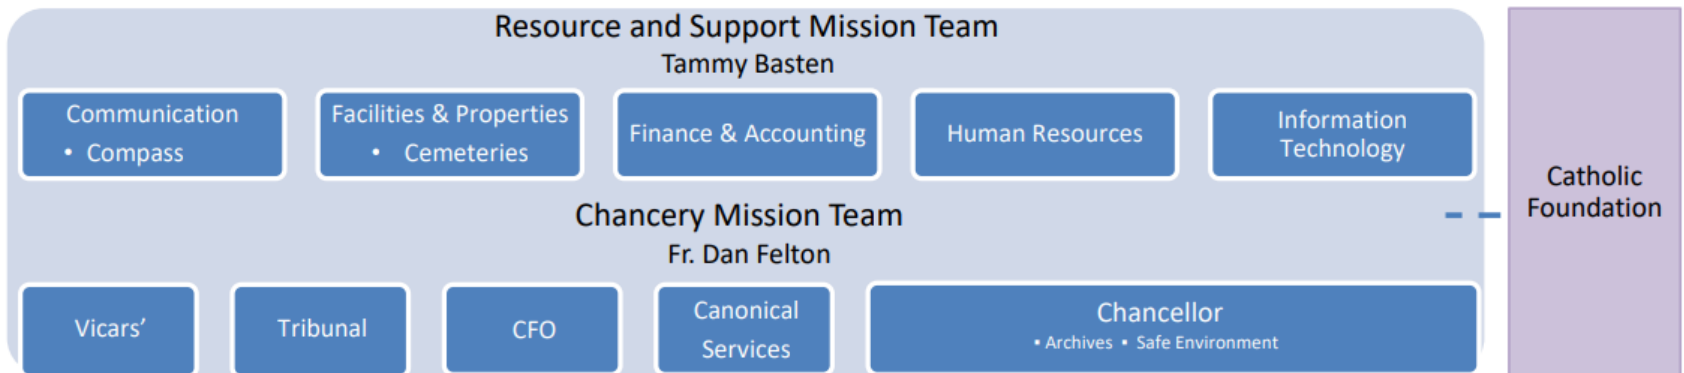 Resource and Support Mission Team
Tammy Basten
Communication
• Compass
Facilities & Properties
• Cemeteries
Finance & Accounting
Human Resources
Information
Technology
Chancery Mission Team
Fr. Dan Felton
Vicars’
Tribunal
CFO
Canonical
Services
Chancellor
▪ Archives ▪ Safe Environment
Catholic
Foundation